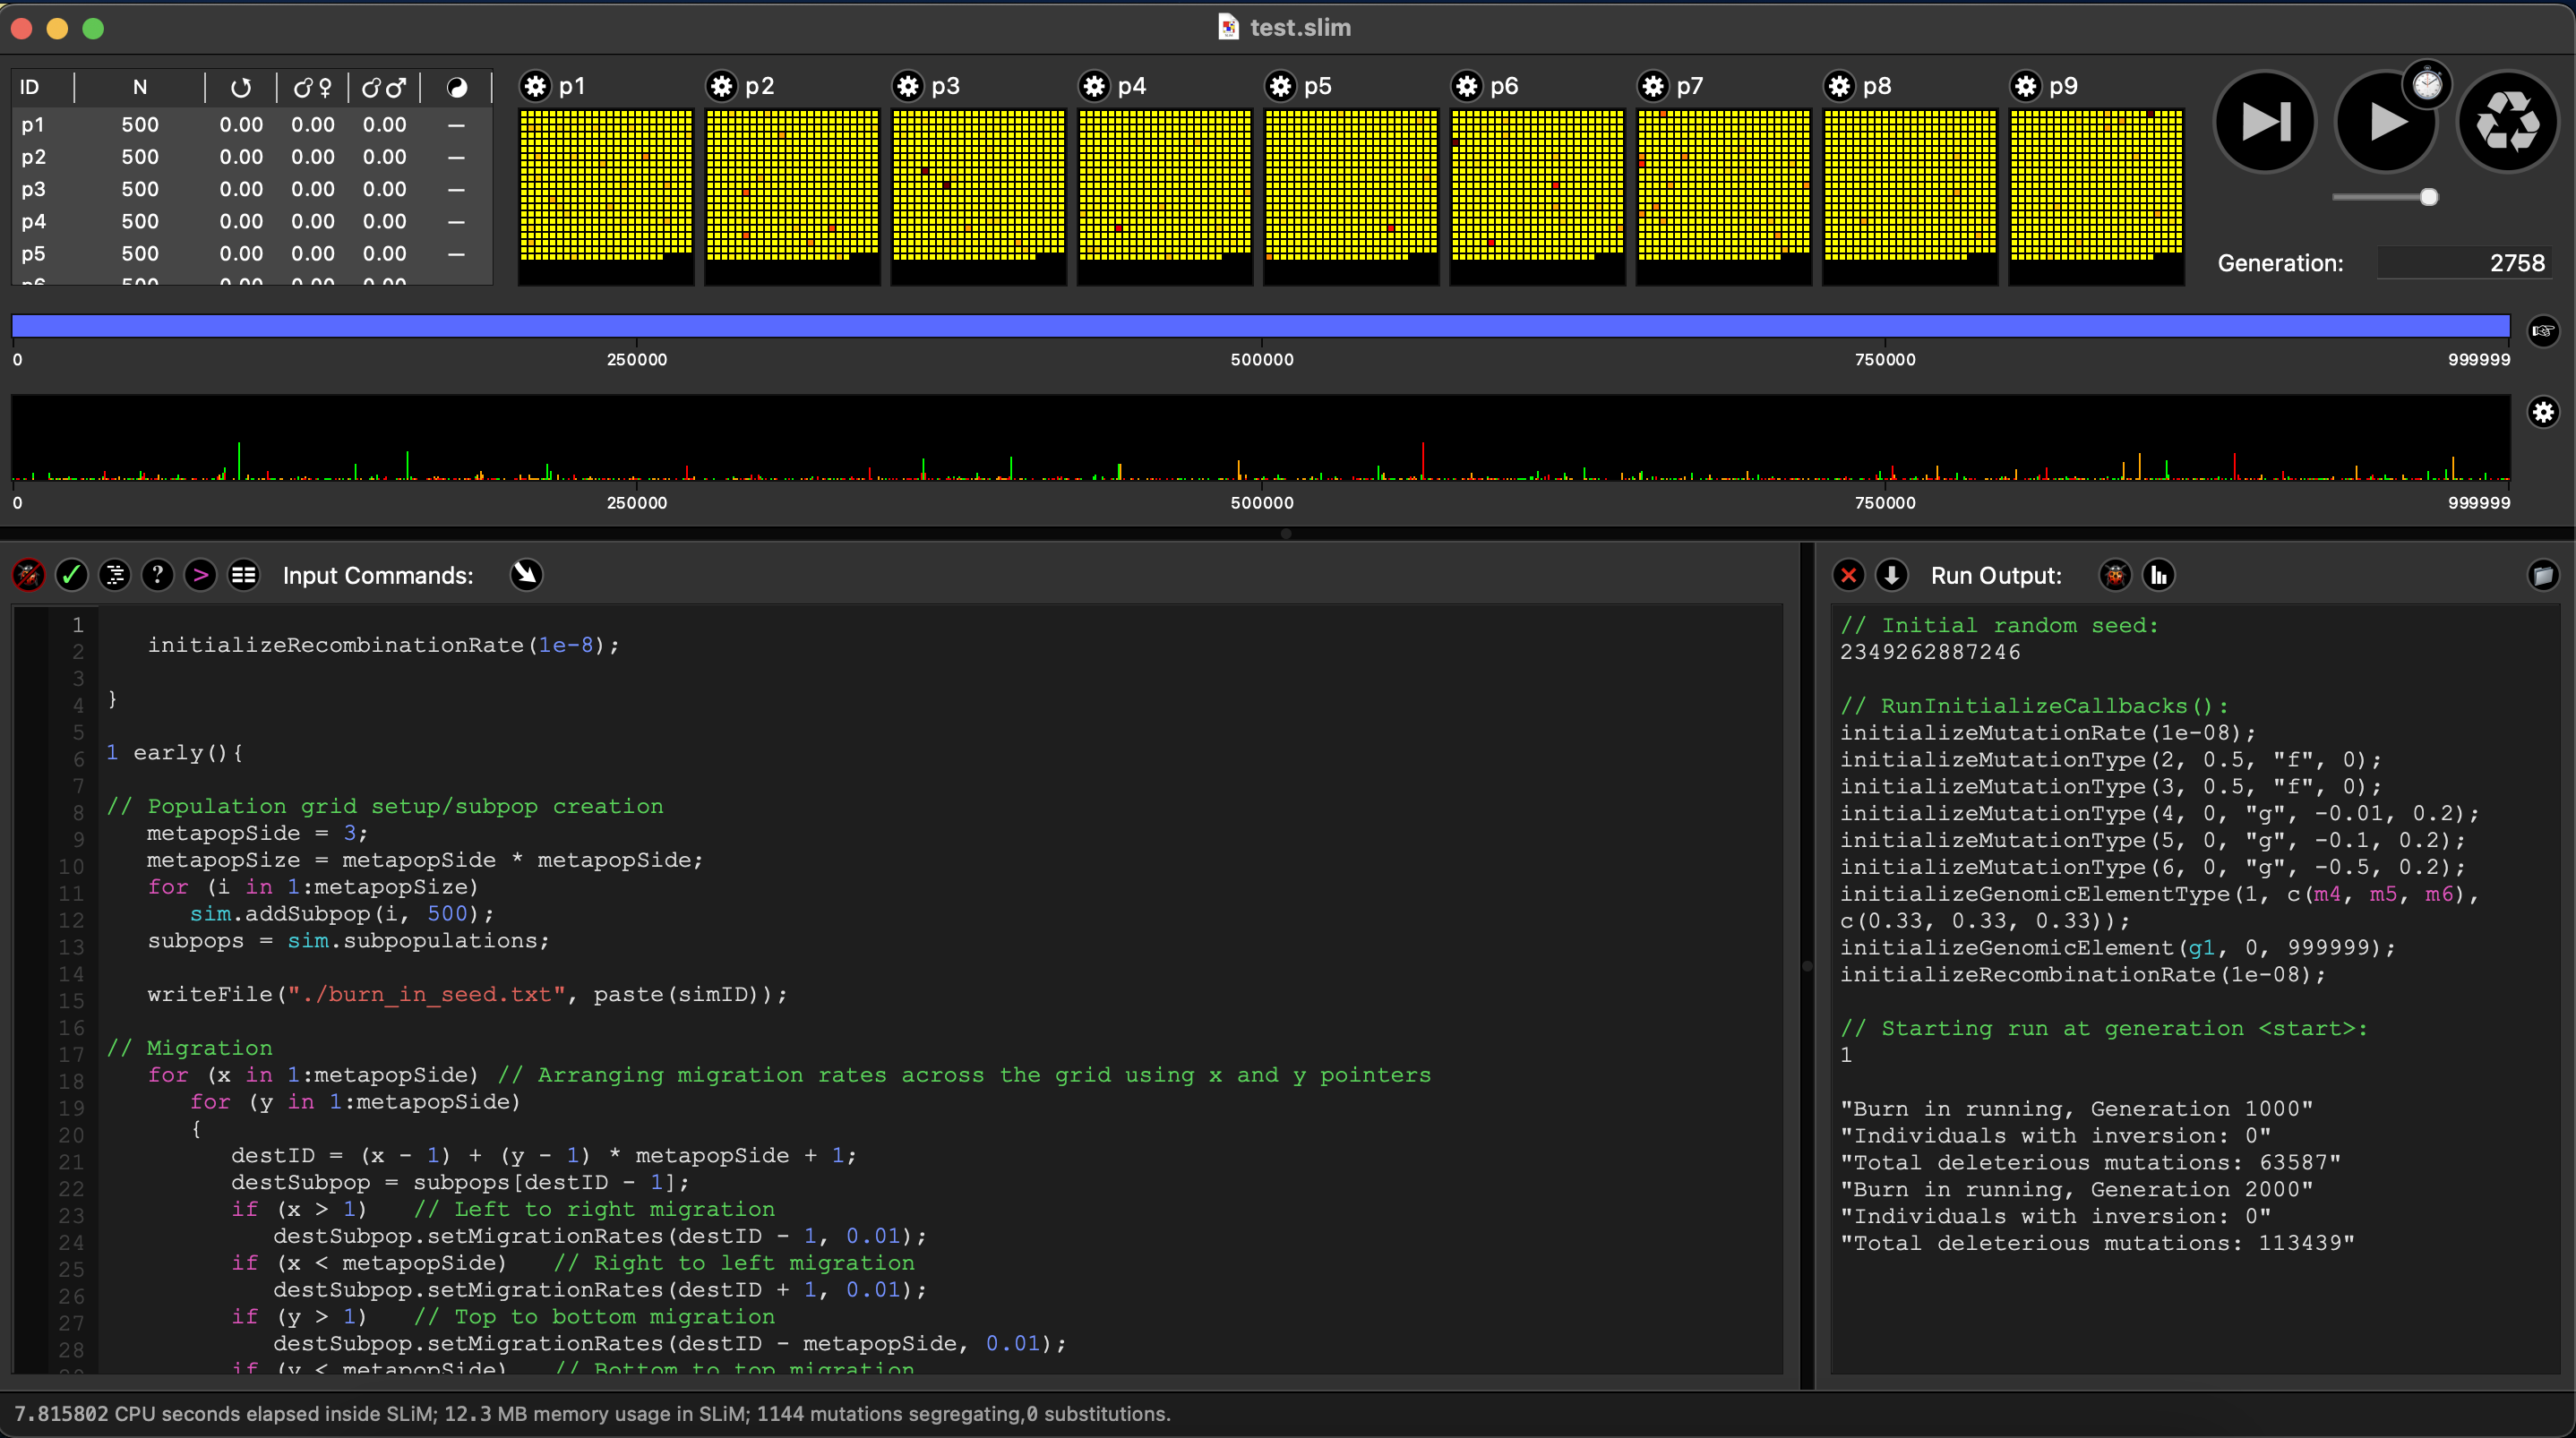 test.slim
ID N
p1 500 0.00 0.00 0.00 —
p2 500 0.00 0.00 0.00 —
p3 500 0.00 0.00 0.00 —
p4 500 0.00 0.00 0.00 —
p5 500 0.00 0.00 0.00 —
p6 500 0.00 0.00 0.00
p1 p2 p3 p4 p5 p6 p7 p8 p9
Generation: 2758
0 250000 500000 750000 999999
0 250000 500000 750000 999999
Input Commands:
1
2 initializeRecombinationRate(1e-8);
3
4 }
5
6 1 early(){
7
8 // Population grid setup/subpop creation
9 metapopSide = 3;
10 metapopSize = metapopSide * metapopSide;
11 for (i in 1:metapopSize)
12 sim.addSubpop(i, 500);
13 subpops = sim.subpopulations;
14
15 writeFile("./burn_in_seed.txt", paste(simID));
16
17 // Migration
18 for (x in 1:metapopSide) // Arranging migration rates across the grid using x and y pointers
19 for (y in 1:metapopSide)
20 {
21 destID = (x - 1) + (y - 1) * metapopSide + 1;
22 destSubpop = subpops[destID - 1];
23 if (x > 1) // Left to right migration
24 destSubpop.setMigrationRates(destID - 1, 0.01);
25 if (x < metapopSide) // Right to left migration
26 destSubpop.setMigrationRates(destID + 1, 0.01);
27 if (y > 1) // Top to bottom migration
28 destSubpop.setMigrationRates(destID - metapopSide, 0.01);
if (y < metapopSide) // Bottom to top migration
Run Output:
// Initial random seed:
2349262887246
// RunInitializeCallbacks():
initializeMutationRate(1e-08);
initializeMutationType(2, 0.5, "f", 0);
initializeMutationType(3, 0.5, "f", 0);
initializeMutationType(4, 0, "g", -0.01, 0.2);
initializeMutationType(5, 0, "g", -0.1, 0.2);
initializeMutationType(6, 0, "g", -0.5, 0.2);
initializeGenomicElementType(1, c(m4, m5, m6),
c(0.33, 0.33, 0.33));
initializeGenomicElement(g1, 0, 999999);
initializeRecombinationRate(1e-08);
// Starting run at generation <start>:
1
"Burn in running, Generation 1000"
"Individuals with inversion: 0"
"Total deleterious mutations: 63587"
"Burn in running, Generation 2000"
"Individuals with inversion: 0"
"Total deleterious mutations: 113439"
7.815802 CPU seconds elapsed inside SLiM; 12.3 MB memory usage in SLiM; 1144 mutations segregating,0 substitutions.